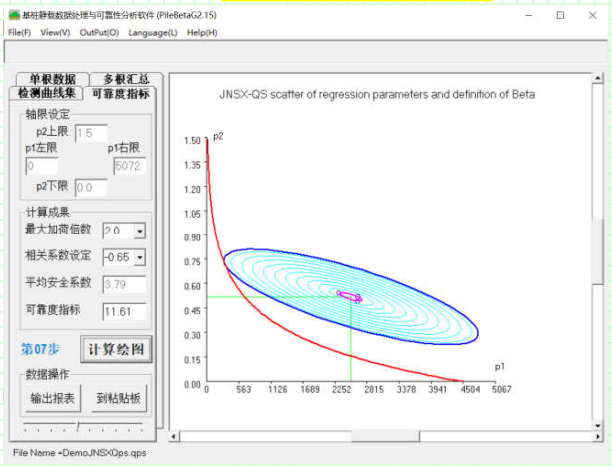 基桩静载数据处理与可靠性分析软件 (PileBetaG2.15)
File(F) View(V) OutPut(O) Language(L) Help(H)
单根数据 多根汇总
检测曲线集 可靠度指标
轴限设定
p2上限 1.5
p1左限 p1右限
0 5072
p2下限 0.0
计算成果
最大加荷倍数 2.0
相关系数设定 -0.65
平均安全系数 3.79
可靠度指标 11.61
第07步 计算绘图
数据操作
输出报表 到粘贴板
JNSX-QS scatter of regression parameters and definition of Beta
p2
1.50
1.35
1.20
1.05
0.90
0.75
0.60
0.45
0.30
0.15
0.00
p1
0 563 1126 1689 2252 2815 3378 3941 4504 5067
File Name =DemoJNSXQps.qps